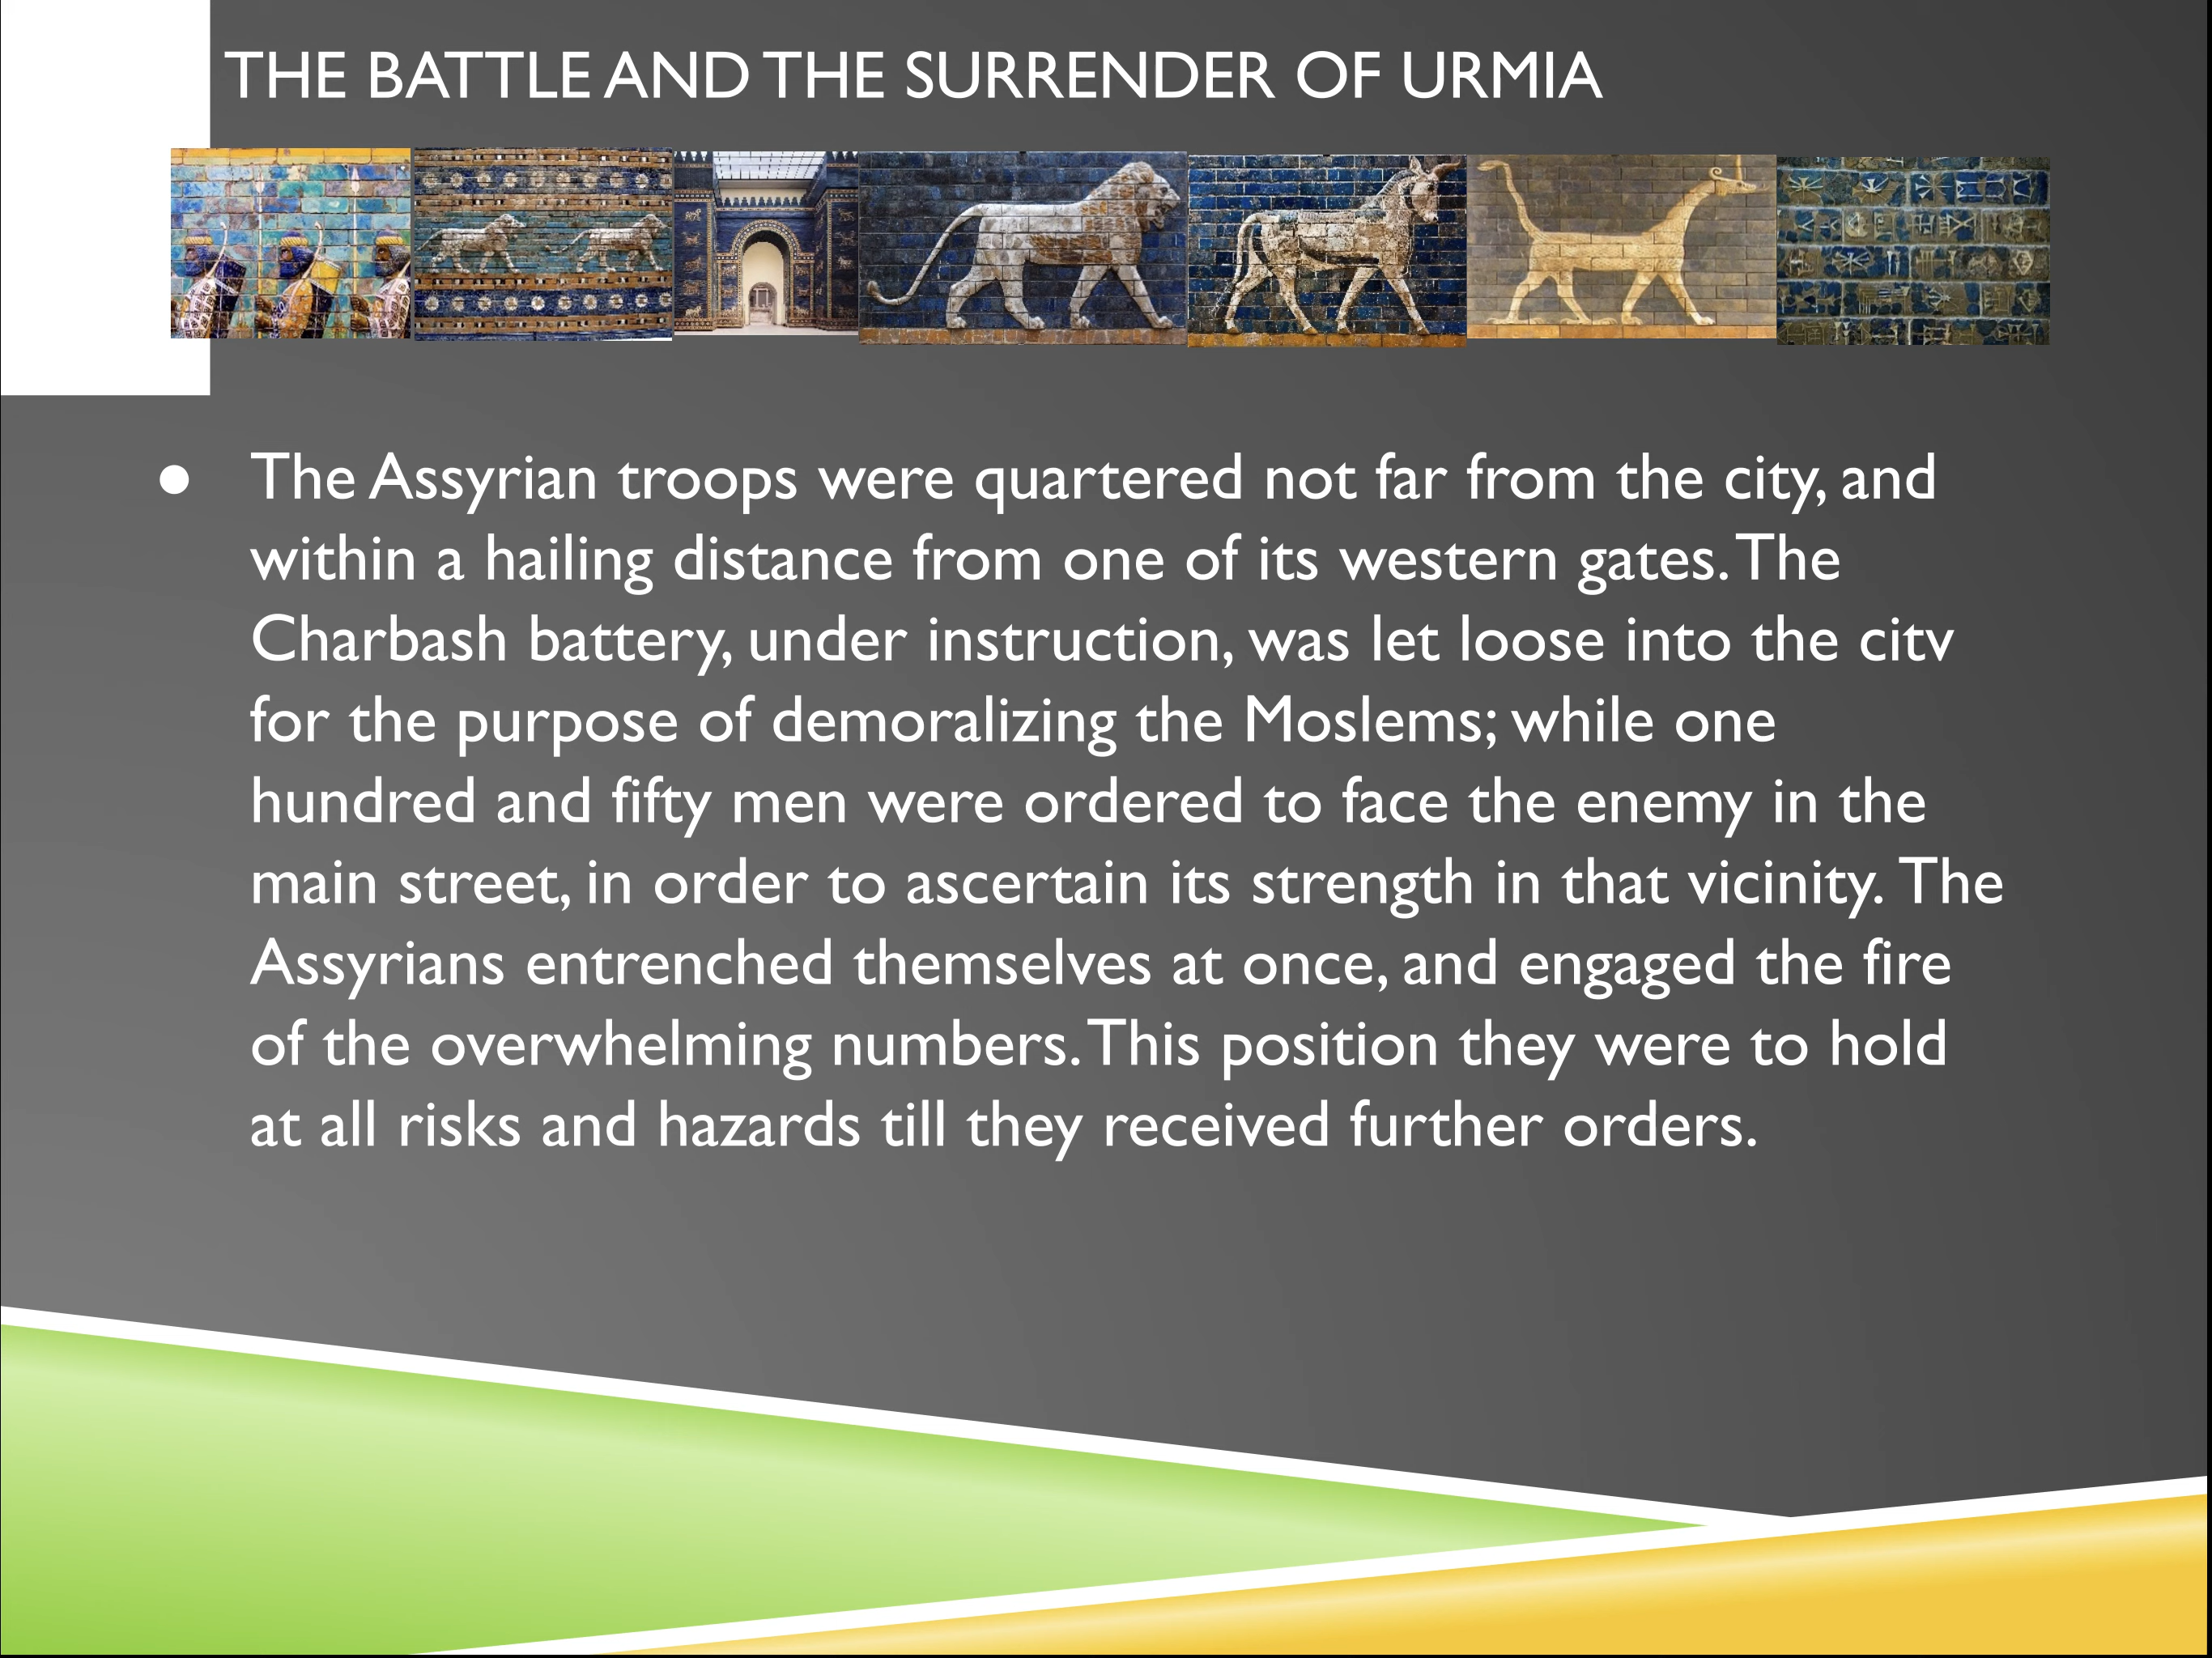 THE BATTLE AND THE SURRENDER OF URMIA
● The Assyrian troops were quartered not far from the city, and
within a hailing distance from one of its western gates. The
Charbash battery, under instruction, was let loose into the citv
for the purpose of demoralizing the Moslems; while one
hundred and fifty men were ordered to face the enemy in the
main street, in order to ascertain its strength in that vicinity. The
Assyrians entrenched themselves at once, and engaged the fire
of the overwhelming numbers. This position they were to hold
at all risks and hazards till they received further orders.